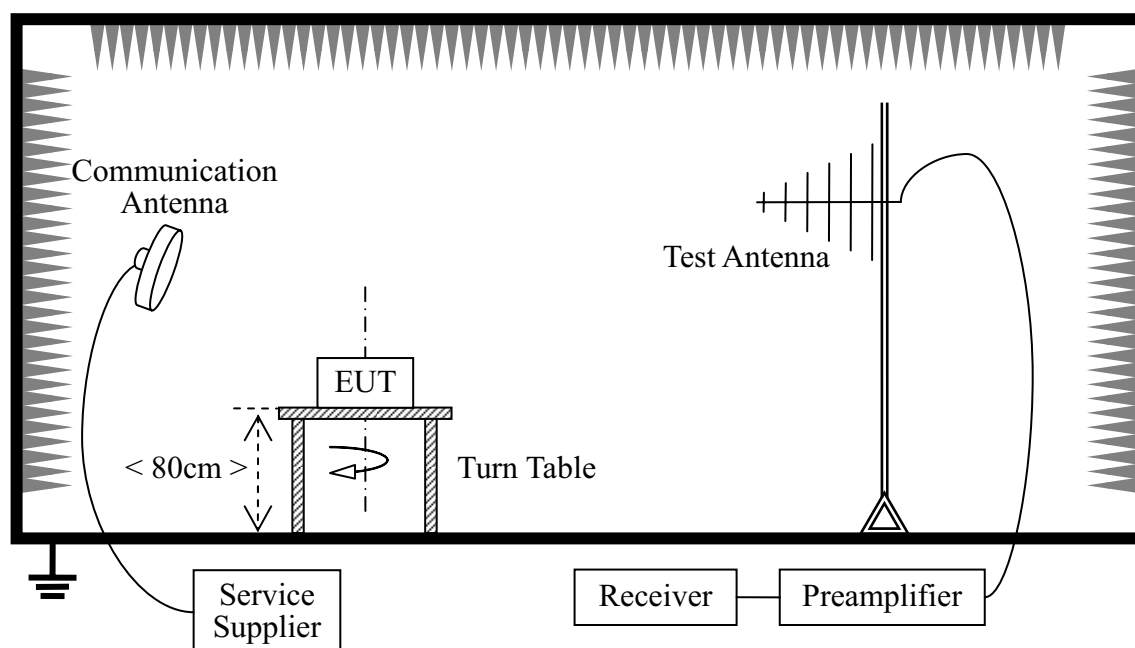 Communication
Antenna
Test Antenna
EUT
< 80cm >
Turn Table
Service
Supplier
Receiver
Preamplifier